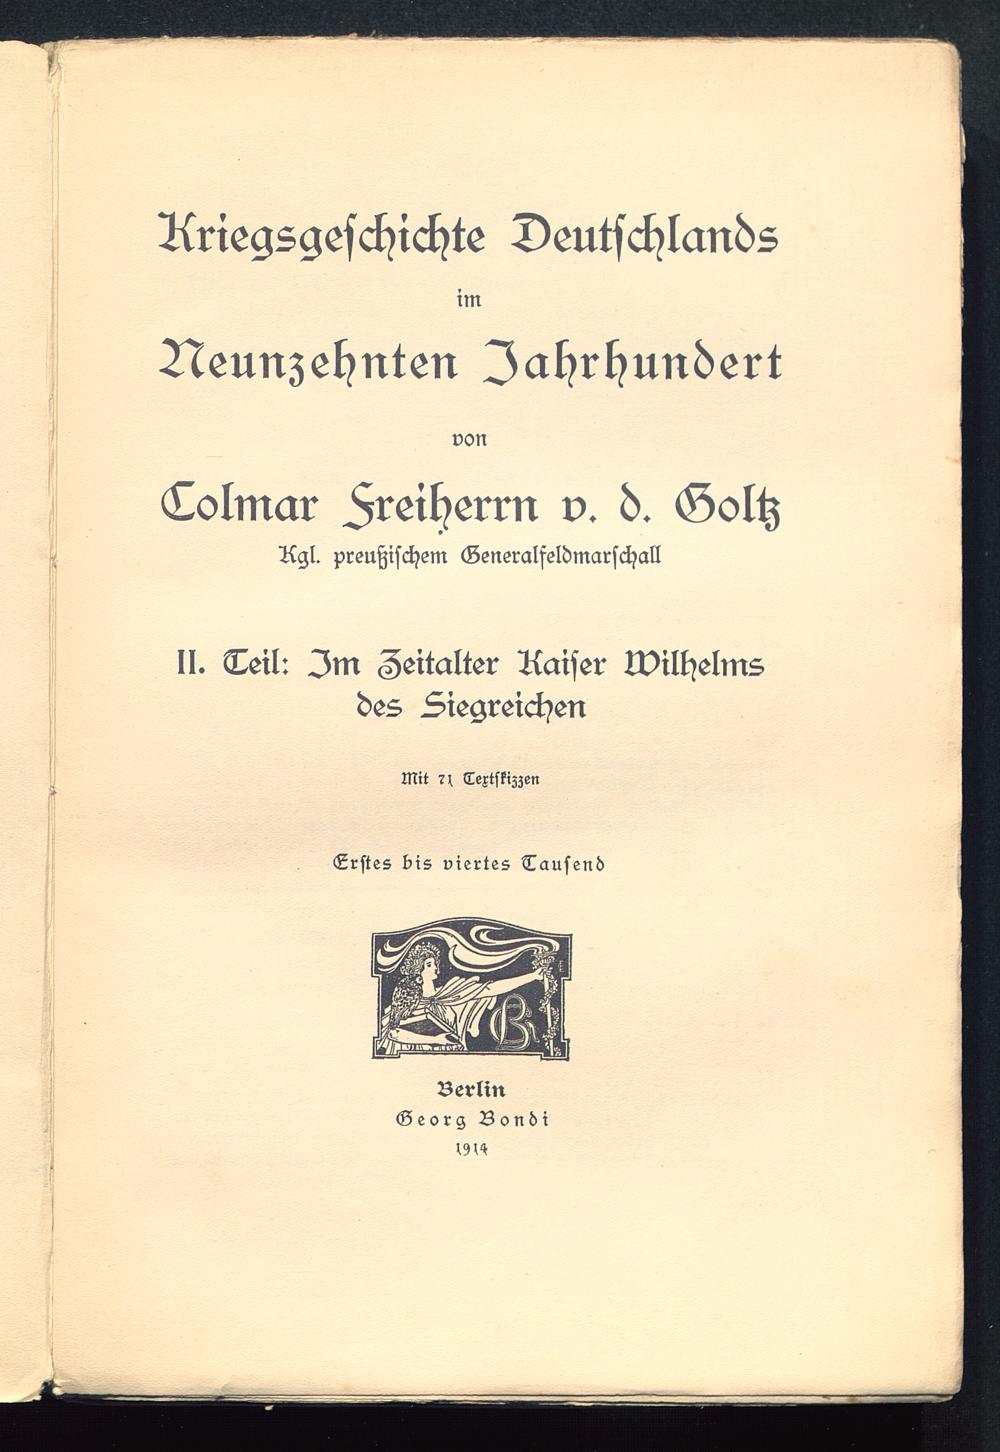 Kriegsgeschichte Deutschlands
im
Neunzehnten Jahrhundert
von
Colmar Freiherrn v. d. Goltz
Kgl. preußischem Generalfeldmarschall
II. Teil: Im Zeitalter Kaiser Wilhelms
des Siegreichen
Mit 71 Textskizzen
Erstes bis viertes Tausend
GB
Berlin
Georg Bondi
1914